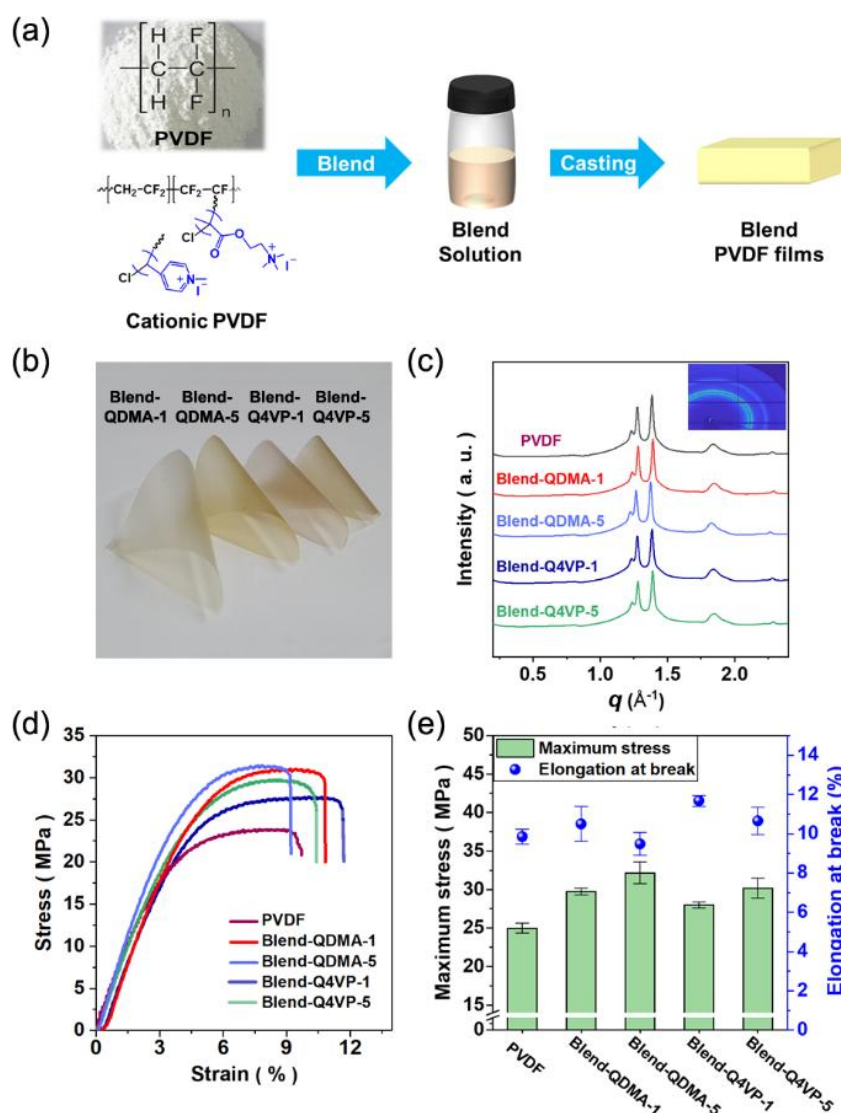 (a)
H
F
C
C
H
F
n
PVDF
CH₂-CF₂
CF₂-CF
Cl
O
O
N
+
I⁻
Cl
N
+
I⁻
Cationic PVDF
Blend
Blend
Solution
Casting
Blend
PVDF films
(b)
Blend-
QDMA-1
Blend-
QDMA-5
Blend-
Q4VP-1
Blend-
Q4VP-5
(c)
Intensity ( a. u. )
PVDF
Blend-QDMA-1
Blend-QDMA-5
Blend-Q4VP-1
Blend-Q4VP-5
0.5 1.0 1.5 2.0
q (Å⁻¹)
(d)
Stress ( MPa )
35
30
25
20
15
10
5
0
PVDF
Blend-QDMA-1
Blend-QDMA-5
Blend-Q4VP-1
Blend-Q4VP-5
0 3 6 9 12
Strain ( % )
(e)
Maximum stress ( MPa )
50
45
40
35
30
25
20
15
0
Maximum stress
Elongation at break
14
12
10
8
6
4
2
0
Elongation at break (%)
PVDF
Blend-QDMA-1
Blend-QDMA-5
Blend-Q4VP-1
Blend-Q4VP-5